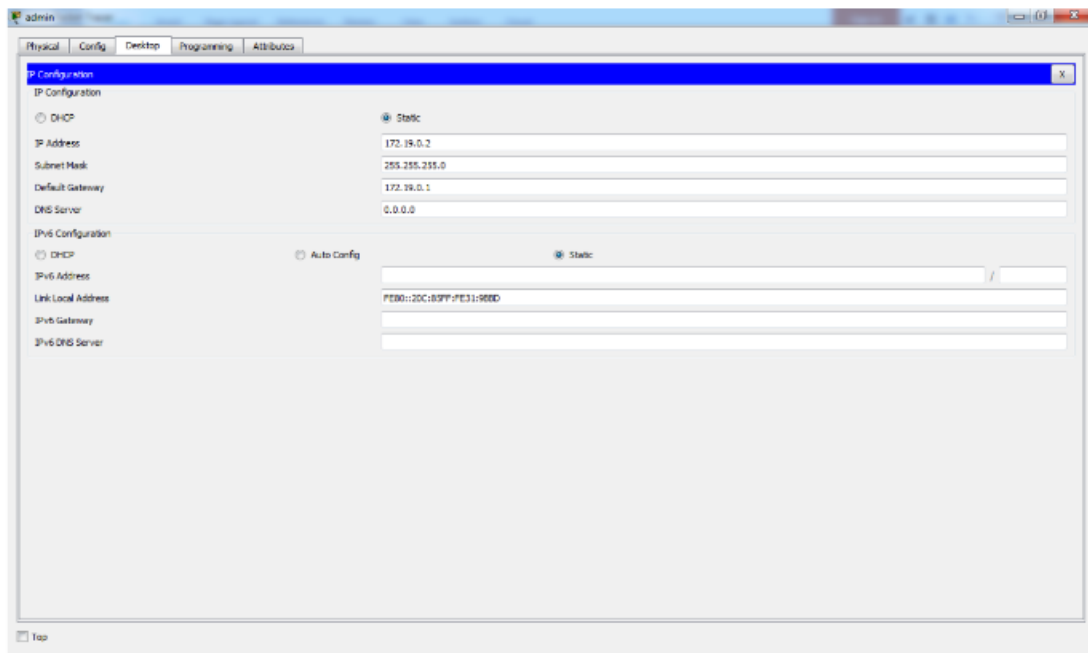 admin
Physical Config Desktop Programming Attributes
IP Configuration X
IP Configuration
DHCP Static
IP Address 172.19.0.2
Subnet Mask 255.255.255.0
Default Gateway 172.19.0.1
DNS Server 0.0.0.0
IPv6 Configuration
DHCP Auto Config Static
IPv6 Address /
Link Local Address FE80::20C:85FF:FE31:9BBD
IPv6 Gateway
IPv6 DNS Server
Top